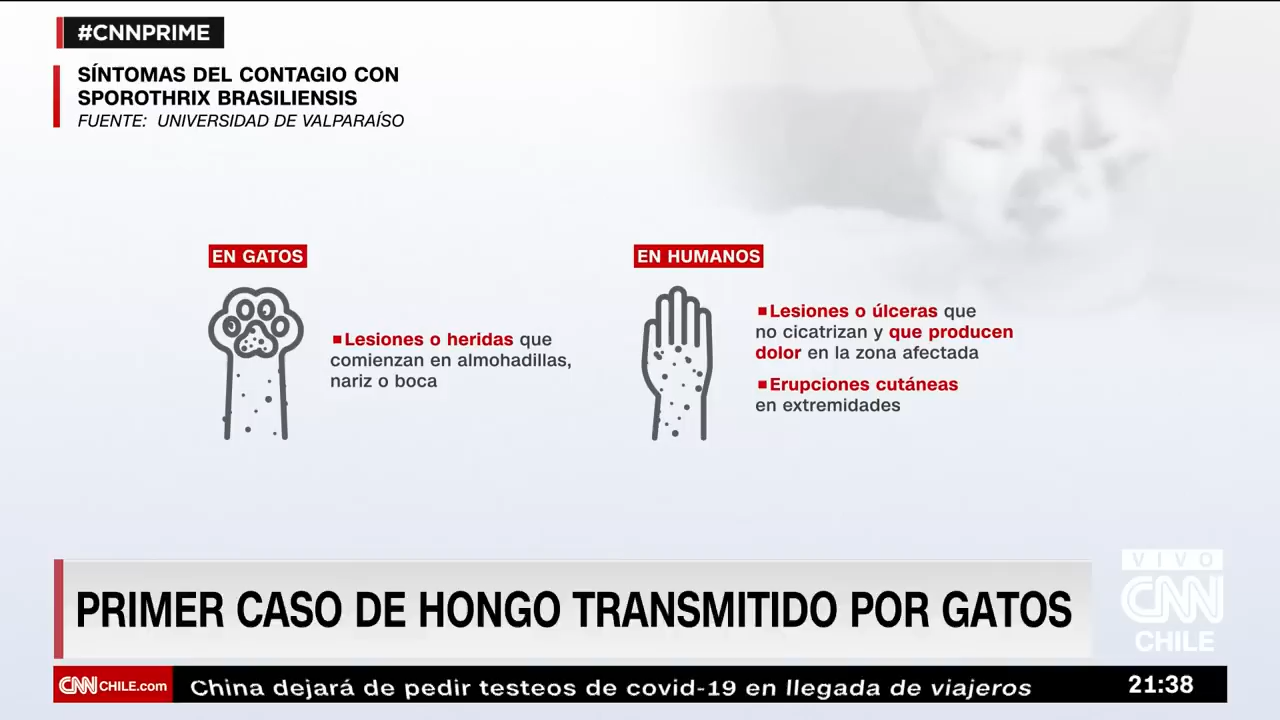 #CNNPRIME
SÍNTOMAS DEL CONTAGIO CON
SPOROTHRIX BRASILIENSIS
FUENTE: UNIVERSIDAD DE VALPARAÍSO
EN GATOS
Lesiones o heridas que
comienzan en almohadillas,
nariz o boca
EN HUMANOS
Lesiones o úlceras que
no cicatrizan y que producen
dolor en la zona afectada
Erupciones cutáneas
en extremidades
PRIMER CASO DE HONGO TRANSMITIDO POR GATOS
VIVO
CNN
CHILE
CNNCHILE.com
China dejará de pedir testeos de covid-19 en llegada de viajeros
21:38